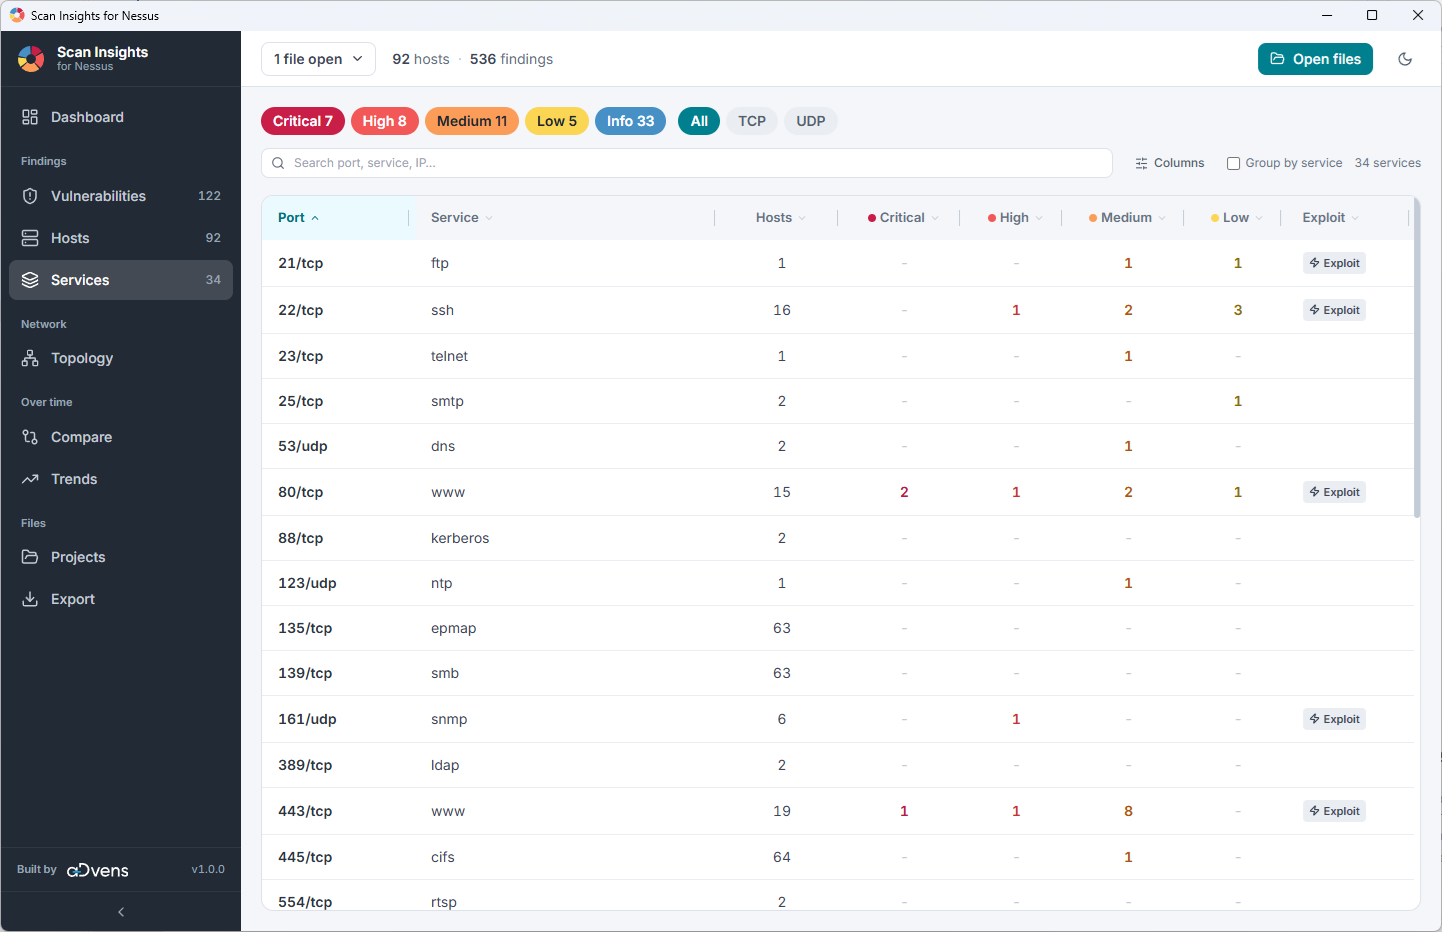 Scan Insights for Nessus
Scan Insights
for Nessus
Dashboard
Findings
Vulnerabilities 122
Hosts 92
Services 34
Network
Topology
Over time
Compare
Trends
Files
Projects
Export
Built by aDvens v1.0.0
1 file open 92 hosts · 536 findings Open files
Critical 7 High 8 Medium 11 Low 5 Info 33 All TCP UDP
Search port, service, IP... Columns Group by service 34 services
Port Service Hosts Critical High Medium Low Exploit
21/tcp ftp 1 - - 1 1 Exploit
22/tcp ssh 16 - 1 2 3 Exploit
23/tcp telnet 1 - - 1 -
25/tcp smtp 2 - - - 1
53/udp dns 2 - - 1 -
80/tcp www 15 2 1 2 1 Exploit
88/tcp kerberos 2 - - - -
123/udp ntp 1 - - 1 -
135/tcp epmap 63 - - - -
139/tcp smb 63 - - - -
161/udp snmp 6 - 1 - - Exploit
389/tcp ldap 2 - - - -
443/tcp www 19 1 1 8 - Exploit
445/tcp cifs 64 - - 1 -
554/tcp rtsp 2 - - - -